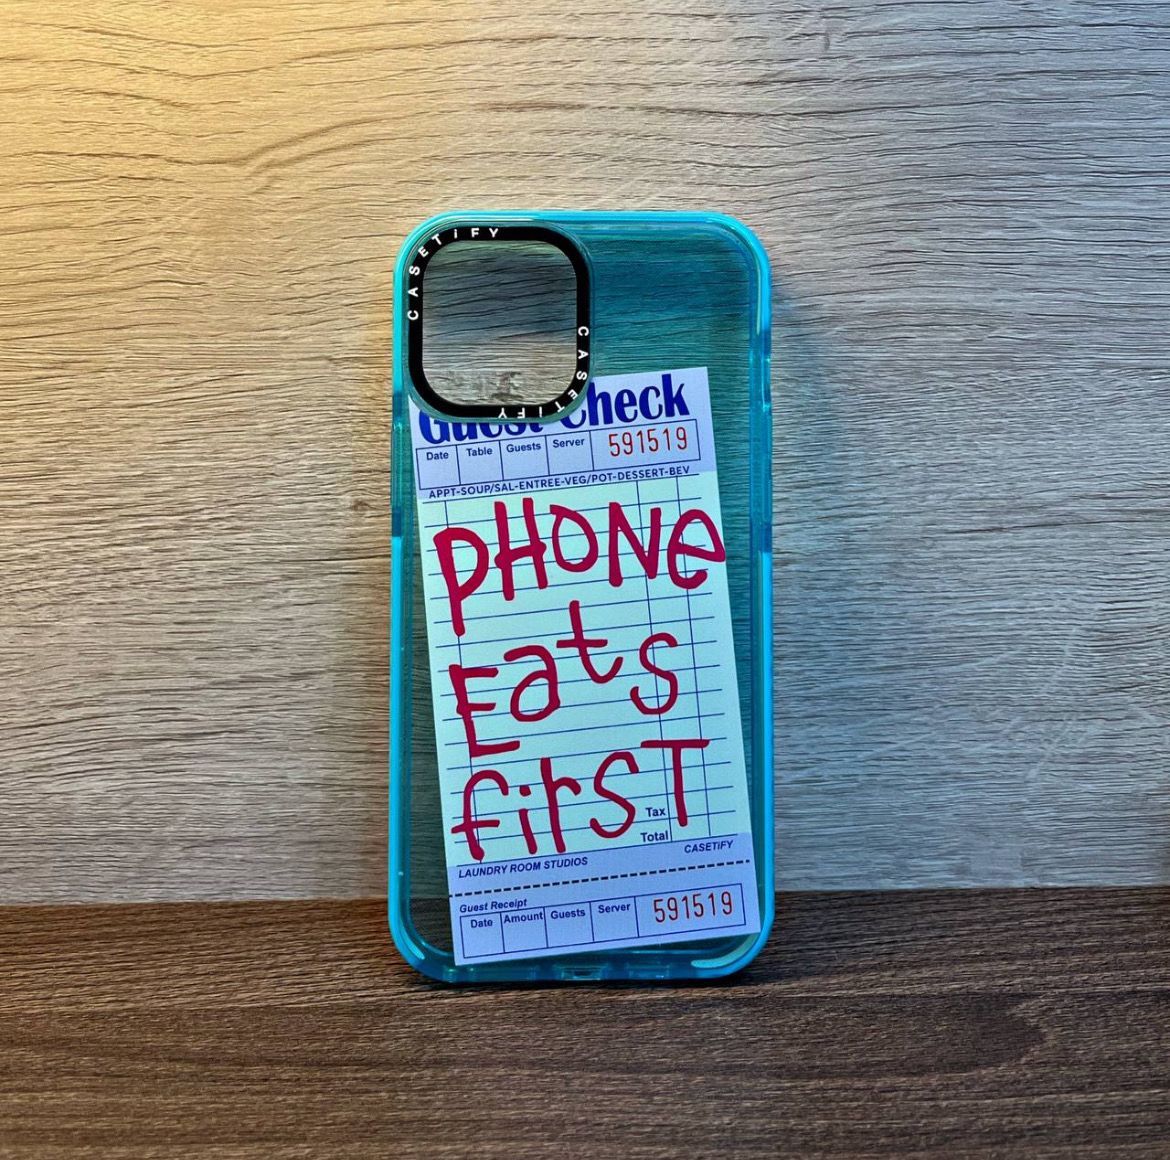 CASETiFY
CASETiFY
CASETiFY
Guest Check
Date Table Guests Server 591519
APPT-SOUP/SAL-ENTREE-VEG/POT-DESSERT-BEV
PHONe
Eats
firsT
Tax
Total
LAUNDRY ROOM STUDIOS CASETiFY
Guest Receipt
Date Amount Guests Server 591519